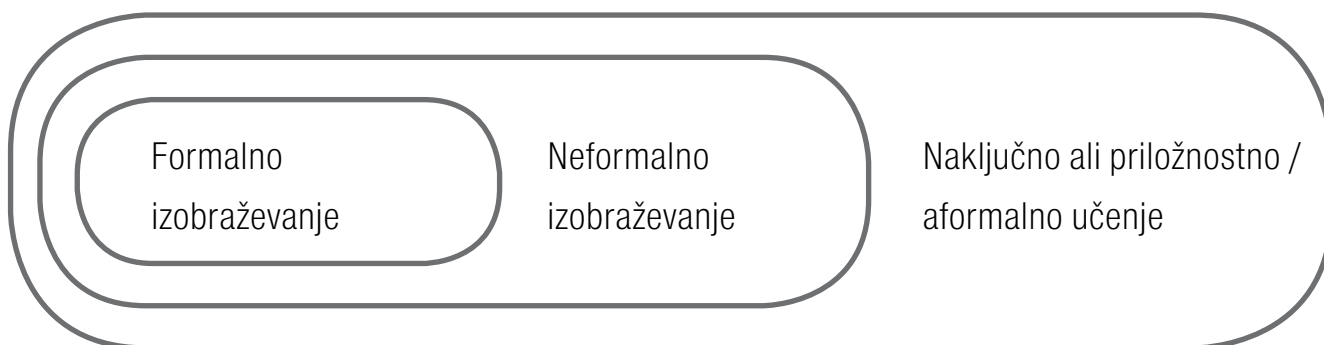 Formalno
izobraževanje
Neformalno
izobraževanje
Naključno ali priložnostno /
aformalno učenje